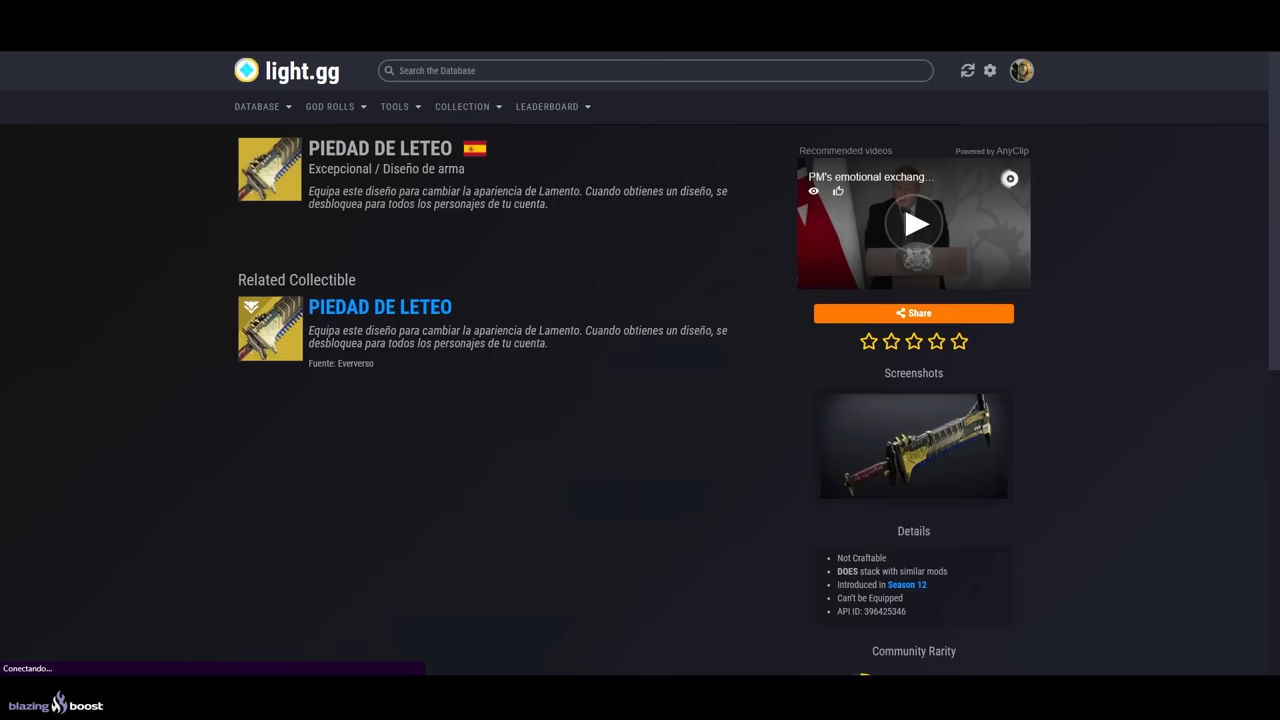 light.gg
Search the Database
DATABASE
GOD ROLLS
TOOLS
COLLECTION
LEADERBOARD
PIEDAD DE LETEO
Excepcional / Diseño de arma
Equipa este diseño para cambiar la apariencia de Lamento. Cuando obtienes un diseño, se
desbloquea para todos los personajes de tu cuenta.
Related Collectible
PIEDAD DE LETEO
Equipa este diseño para cambiar la apariencia de Lamento. Cuando obtienes un diseño, se
desbloquea para todos los personajes de tu cuenta.
Fuente: Eververso
Recommended videos
Powered by AnyClip
PM's emotional exchang...
Share
Screenshots
Details
Not Craftable
DOES stack with similar mods
Introduced in Season 12
Can't be Equipped
API ID: 396425346
Community Rarity
Conectando...
blazing boost